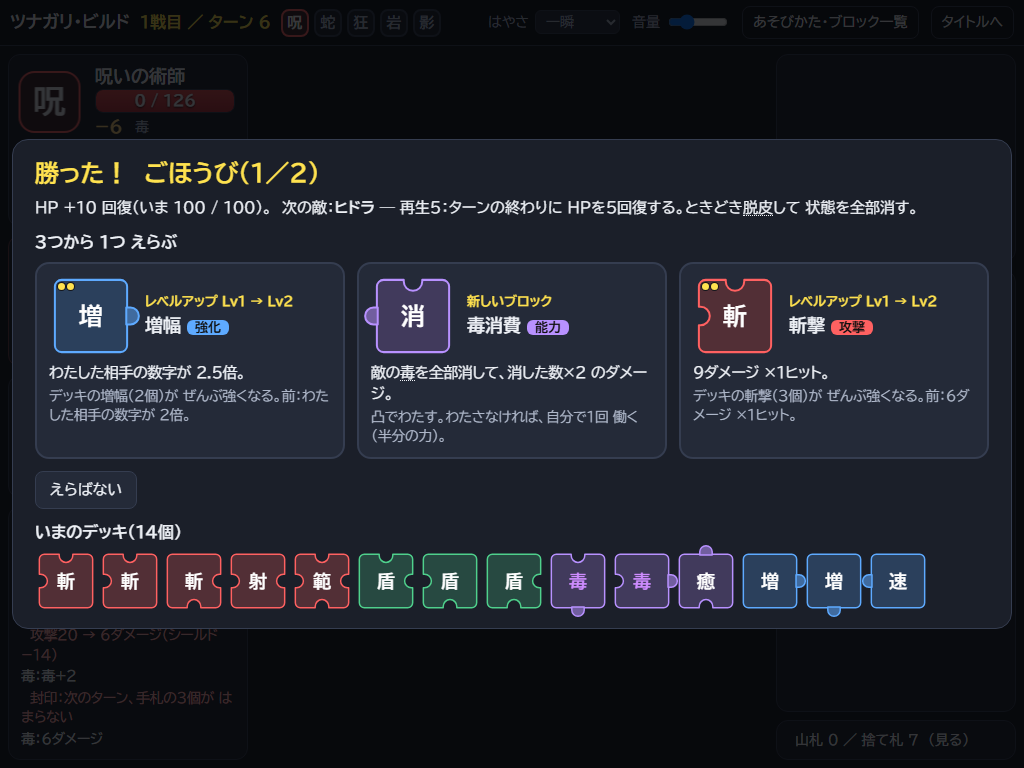 ツナガリ・ビルド 1戦目 ／ ターン 6 呪 蛇 狂 岩 影 はやさ 一瞬 音量 あそびかた・ブロック一覧 タイトルへ
呪 呪いの術師
0 / 126
−6 毒
勝った！ ごほうび(1／2)
HP +10 回復(いま 100 / 100)。 次の敵：ヒドラ — 再生5：ターンの終わりに HPを5回復する。ときどき脱皮して 状態を全部消す。
3つから 1つ えらぶ
増
レベルアップ Lv1 → Lv2
増幅 強化
わたした相手の数字が 2.5倍。
デッキの増幅(2個)が ぜんぶ強くなる。前：わた
した相手の数字が 2倍。
消
新しいブロック
毒消費 能力
敵の毒を全部消して、消した数×2 のダメー
ジ。
凸でわたす。わたさなければ、自分で1回 働く
(半分の力)。
斬
レベルアップ Lv1 → Lv2
斬撃 攻撃
9ダメージ ×1ヒット。
デッキの斬撃(3個)が ぜんぶ強くなる。前：6ダ
メージ ×1ヒット。
えらばない
いまのデッキ(14個)
斬 斬 斬 射 範 盾 盾 盾 毒 毒 癒 増 増 速
攻撃20 → 6ダメージ(シールド
−14)
毒：毒+2
封印：次のターン、手札の3個が は
まらない
毒：6ダメージ
山札 0 ／ 捨て札 7 (見る)